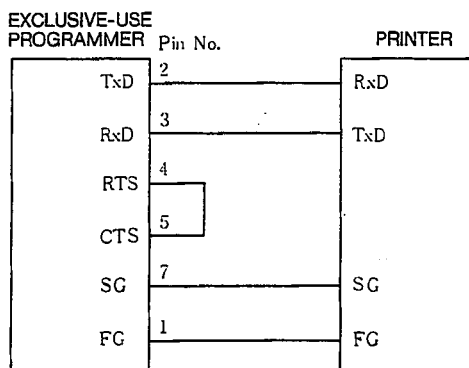 EXCLUSIVE-USE
PROGRAMMER Pin No. PRINTER
TxD 2 RxD
RxD 3 TxD
RTS 4
CTS 5
SG 7 SG
FG 1 FG